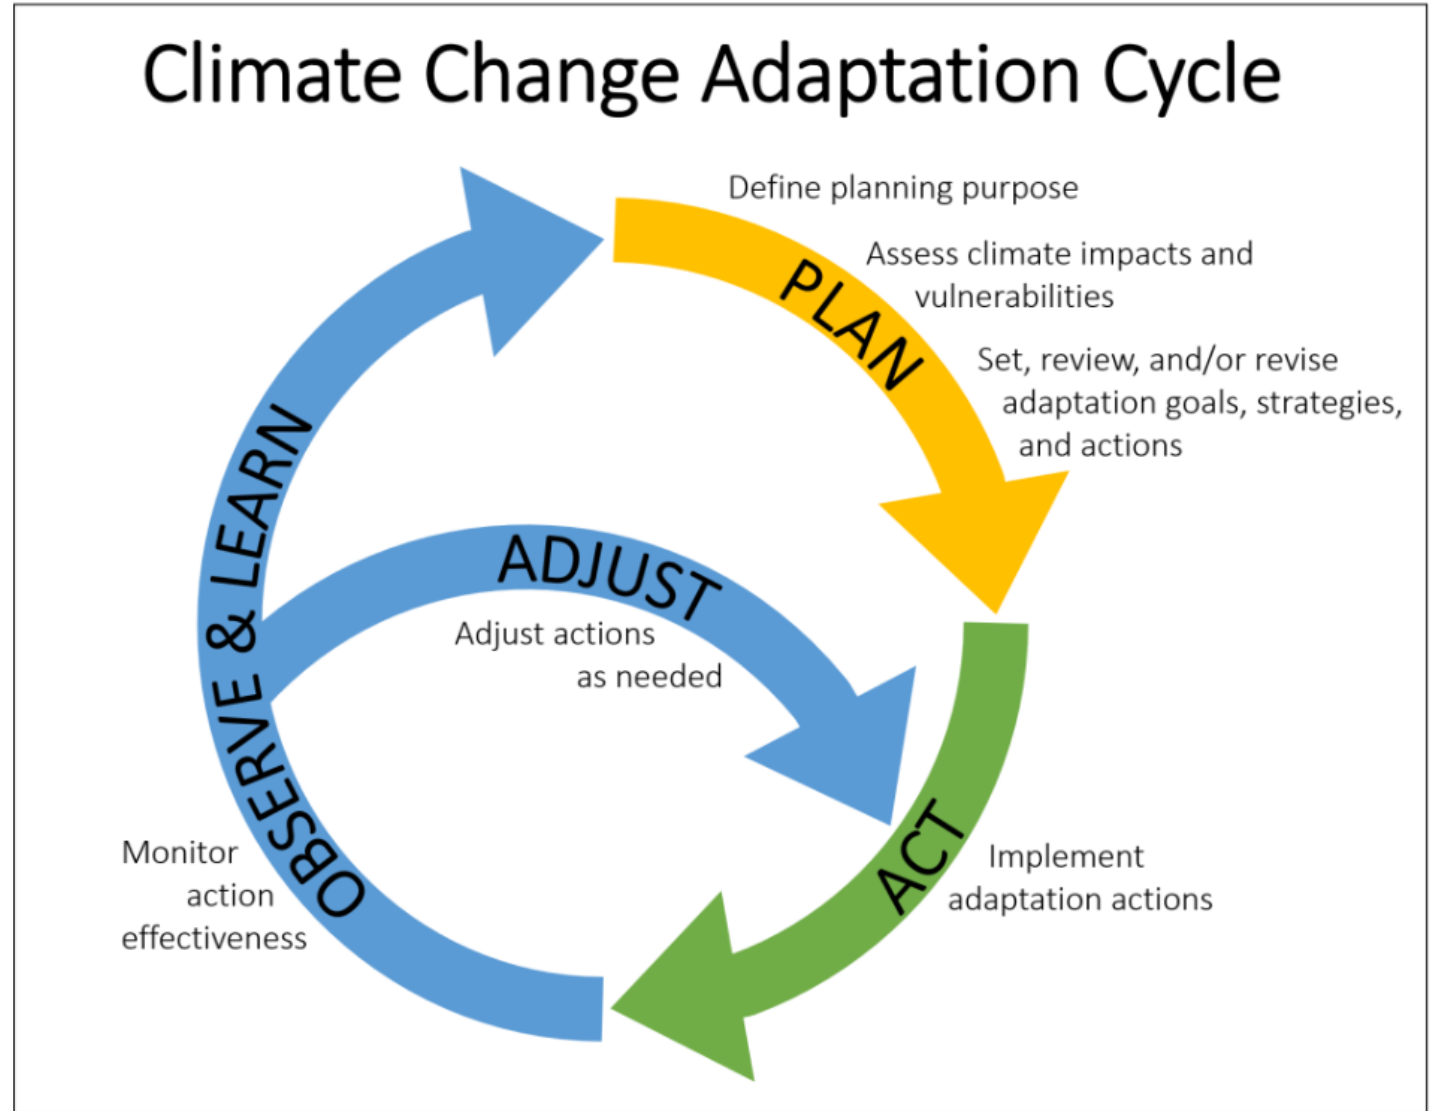 Climate Change Adaptation Cycle
Define planning purpose
Assess climate impacts and
vulnerabilities
PLAN
Set, review, and/or revise
adaptation goals, strategies,
and actions
OBSERVE & LEARN
ADJUST
Adjust actions
as needed
ACT
Implement
adaptation actions
Monitor
action
effectiveness